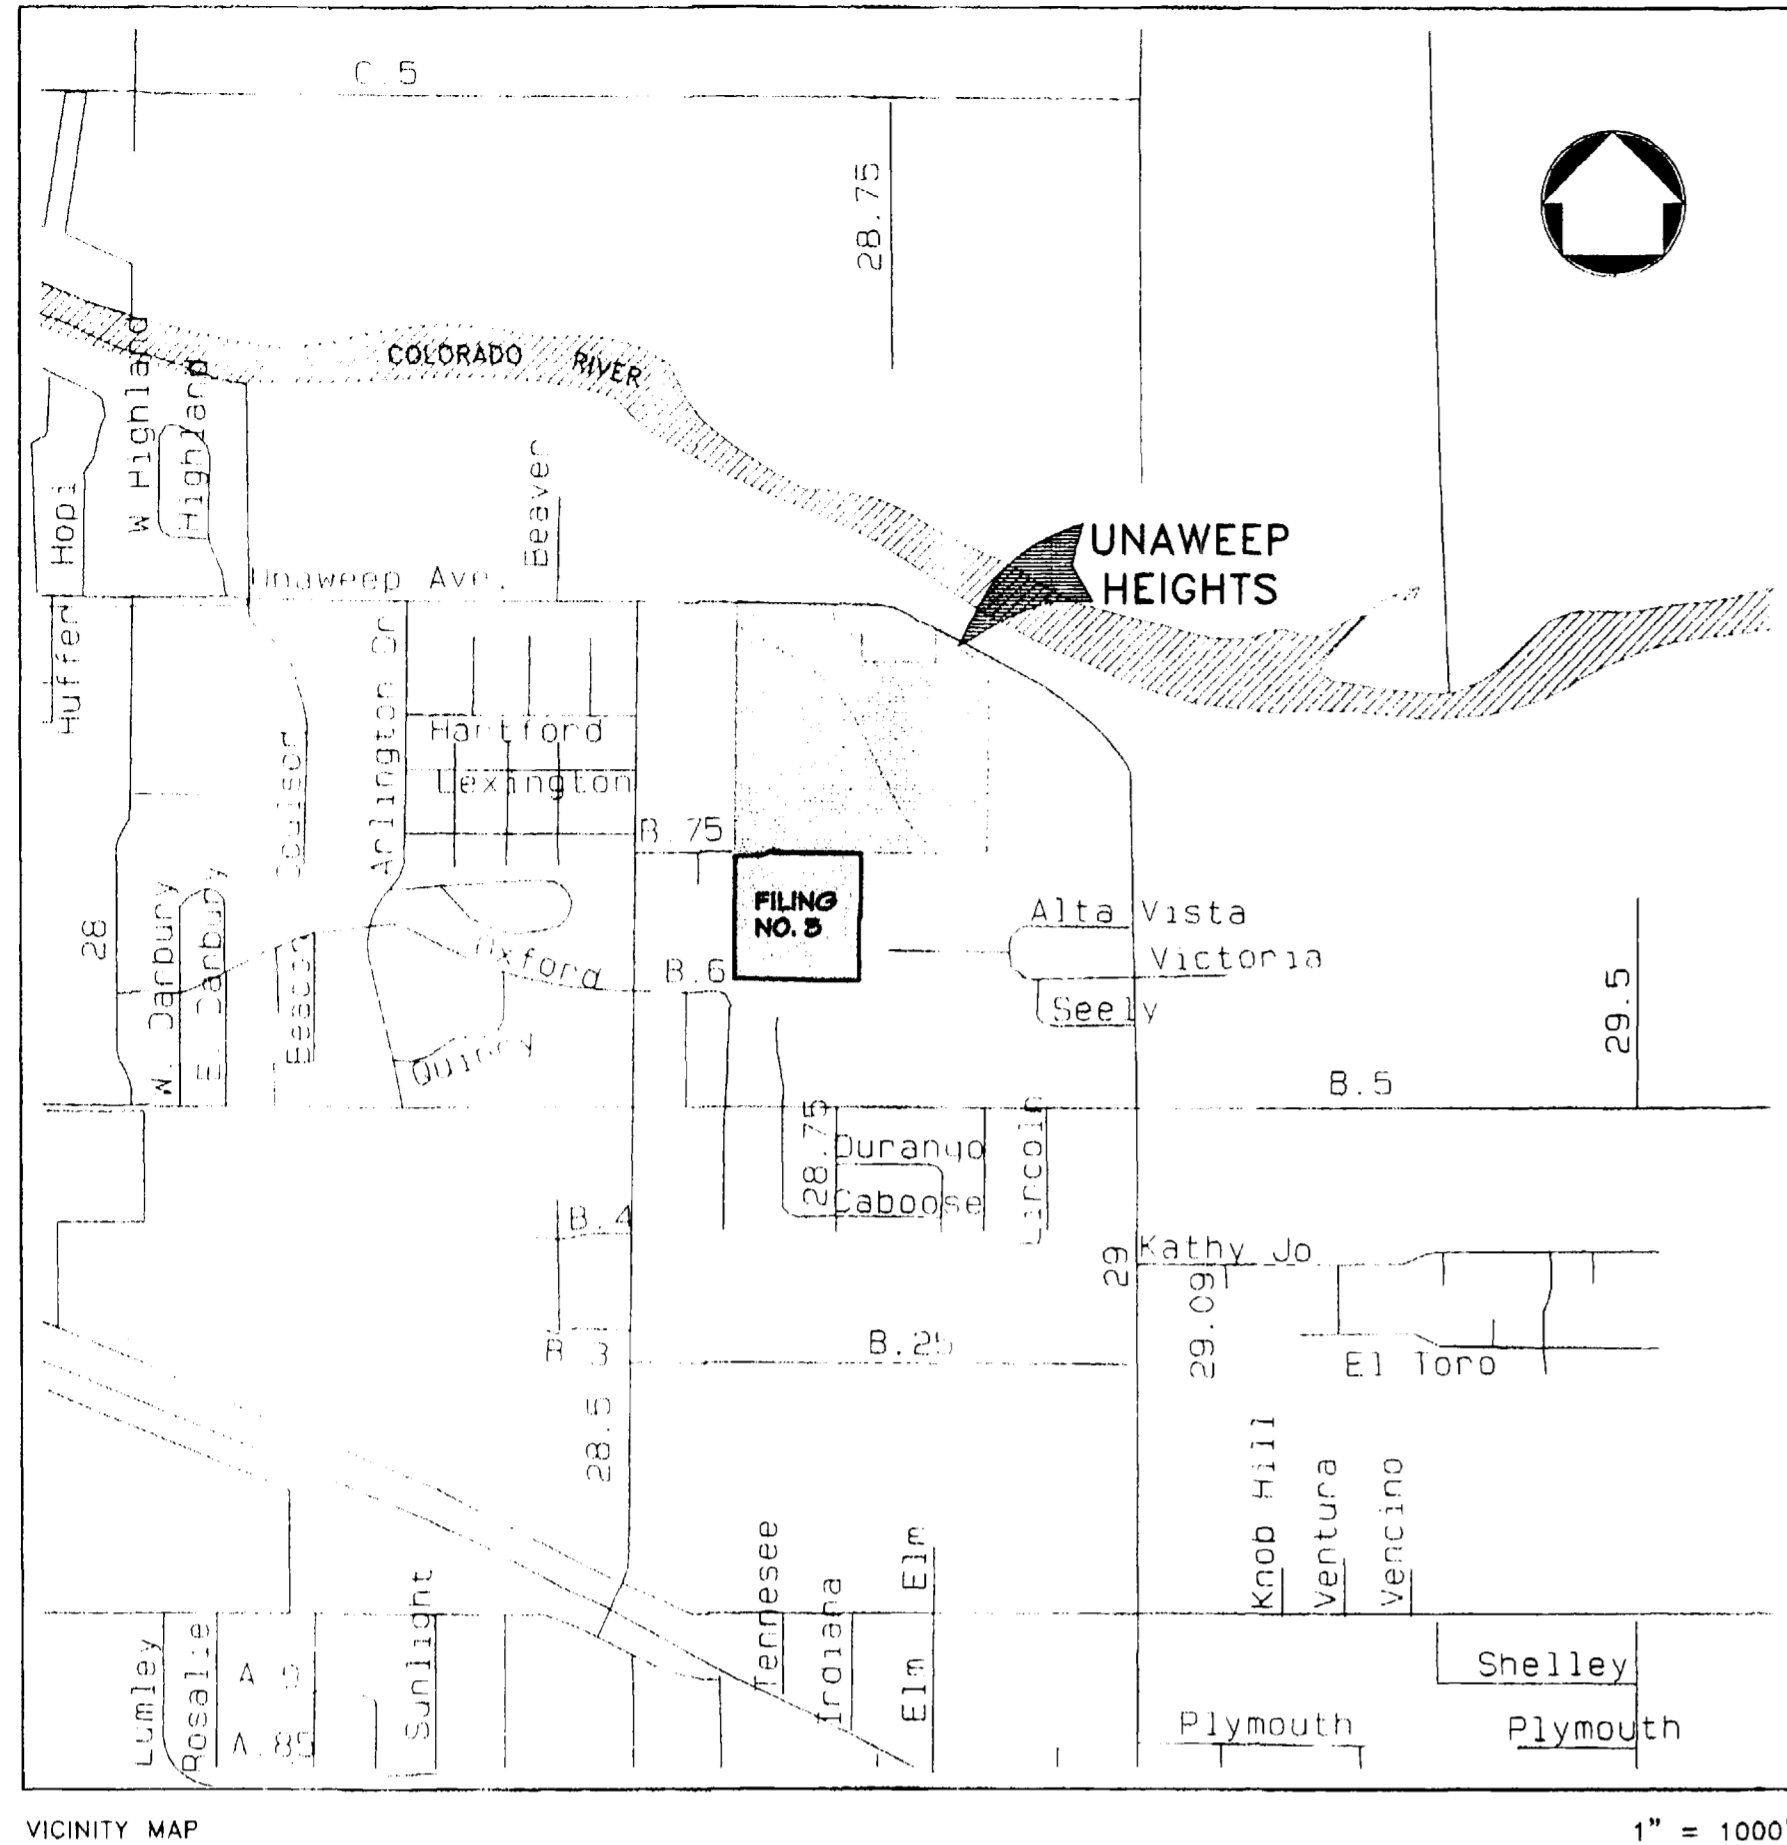 C.5
28.75
COLORADO RIVER
W Highland
Highland
Hopi
Beaver
UNAWEEP
HEIGHTS
Unaweep Ave.
Huffer
Arlington Dr
Hartford
Lexington
B.75
FILING
NO. 3
Alta Vista
Victoria
Seely
28
W. Danbury
E. Danbury
Oxford
B.6
Quincy
29.5
B.5
28.75
Durango
Caboose
Lincoln
B.4
29
Kathy Jo
29.09
B 3
B.25
El Toro
28.5
Knob Hill
Ventura
Vencino
Tennesee
Indiana
Elm
Elm
Lumley
Rosalie
A.85
Sunlight
Shelley
Plymouth
Plymouth
VICINITY MAP
1" = 1000'